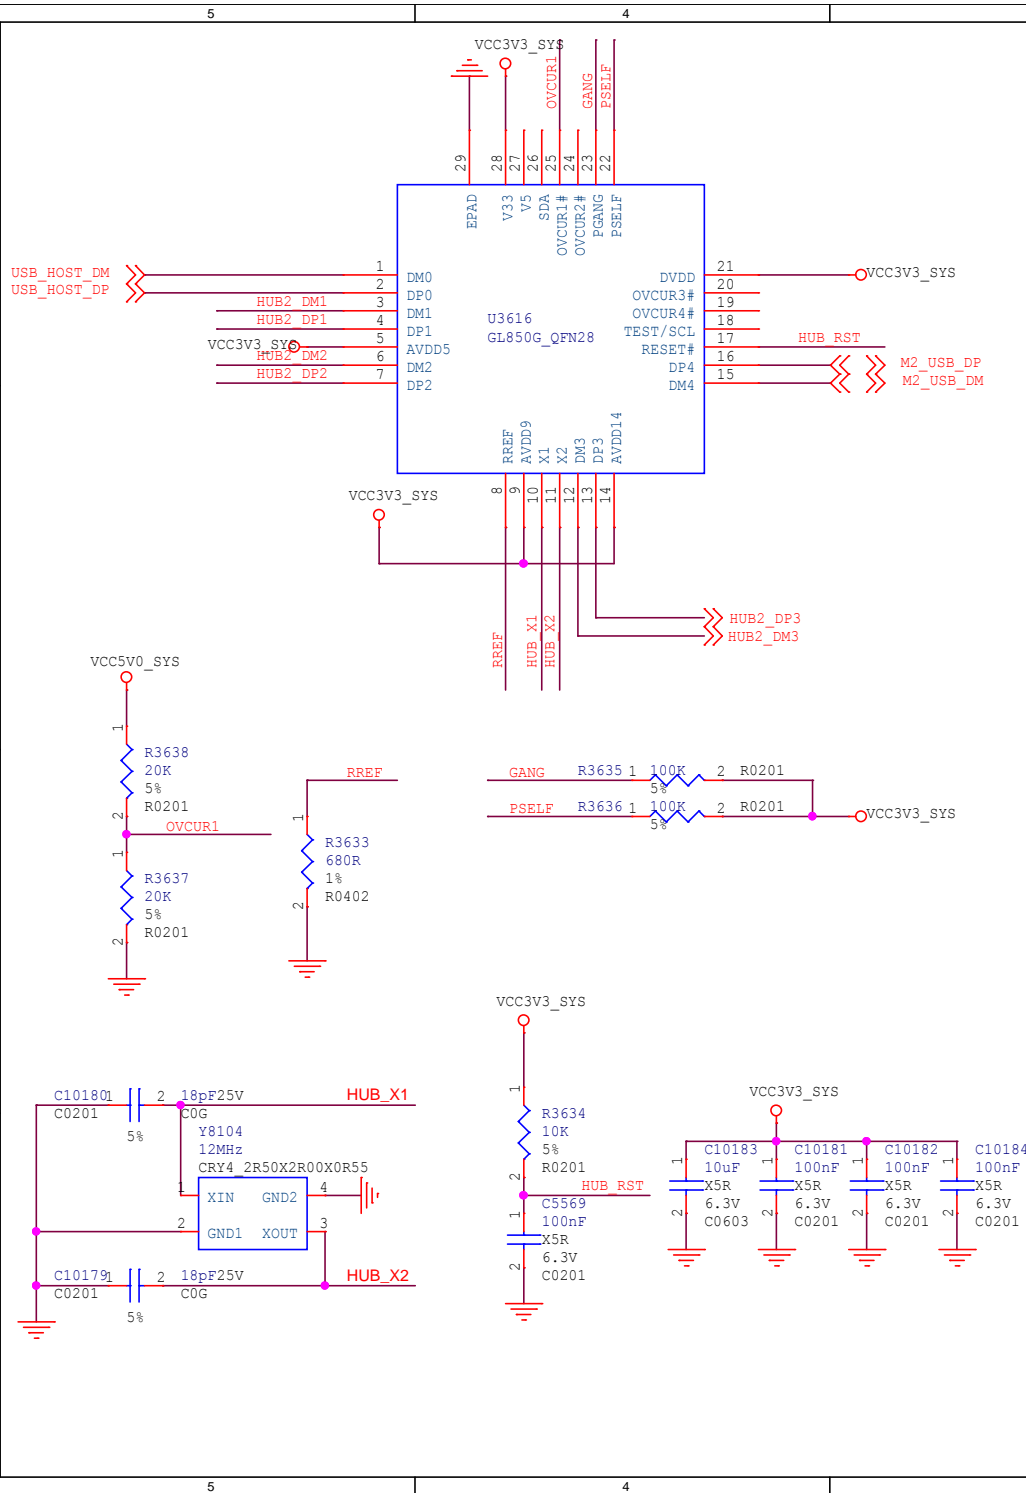 5
4
VCC3V3_SYS
OVCUR1
GANG
PSELF
29
28
27
26
25
24
23
22
EPAD
V33
V5
SDA
OVCUR1#
OVCUR2#
PGANG
PSELF
USB_HOST_DM
USB_HOST_DP
HUB2_DM1
HUB2_DP1
VCC3V3_SYS
HUB2_DM2
HUB2_DP2
1
2
3
4
5
6
7
DM0
DP0
DM1
DP1
AVDD5
DM2
DP2
U3616
GL850G_QFN28
DVDD
OVCUR3#
OVCUR4#
TEST/SCL
RESET#
DP4
DM4
21
20
19
18
17
16
15
VCC3V3_SYS
HUB_RST
M2_USB_DP
M2_USB_DM
RREF
AVDD9
X1
X2
DM3
DP3
AVDD14
8
9
10
11
12
13
14
VCC3V3_SYS
RREF
HUB_X1
HUB_X2
HUB2_DP3
HUB2_DM3
VCC5V0_SYS
1
R3638
20K
5%
R0201
2
OVCUR1
1
R3637
20K
5%
R0201
2
RREF
1
R3633
680R
1%
R0402
2
GANG
R3635
1
100K
5%
2
R0201
PSELF
R3636
1
100K
5%
2
R0201
VCC3V3_SYS
C10180
1
2
18pF25V
HUB_X1
C0201
C0G
5%
Y8104
12MHz
CRY4_2R50X2R00X0R55
1
XIN
GND2
4
2
GND1
XOUT
3
C10179
1
2
18pF25V
HUB_X2
C0201
C0G
5%
VCC3V3_SYS
1
R3634
10K
5%
R0201
2
HUB_RST
1
C5569
100nF
X5R
6.3V
2
C0201
VCC3V3_SYS
1
C10183
10uF
X5R
6.3V
2
C0603
1
C10181
100nF
X5R
6.3V
2
C0201
1
C10182
100nF
X5R
6.3V
2
C0201
1
C10184
100nF
X5R
6.3V
2
C0201
5
4